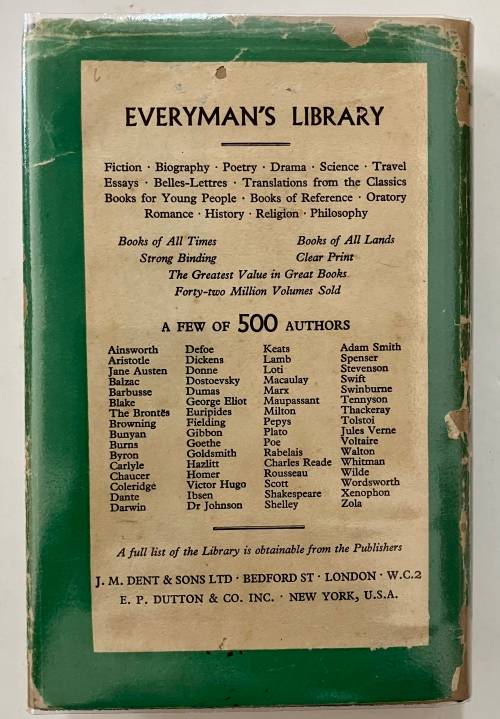 EVERYMAN'S LIBRARY
Fiction · Biography · Poetry · Drama · Science · Travel
Essays · Belles-Lettres · Translations from the Classics
Books for Young People · Books of Reference · Oratory
Romance · History · Religion · Philosophy
Books of All Times Books of All Lands
Strong Binding Clear Print
The Greatest Value in Great Books
Forty-two Million Volumes Sold
A FEW OF 500 AUTHORS
Ainsworth Defoe Keats Adam Smith
Aristotle Dickens Lamb Spenser
Jane Austen Donne Loti Stevenson
Balzac Dostoevsky Macaulay Swift
Barbusse Dumas Marx Swinburne
Blake George Eliot Maupassant Tennyson
The Brontës Euripides Milton Thackeray
Browning Fielding Pepys Tolstoi
Bunyan Gibbon Plato Jules Verne
Burns Goethe Poe Voltaire
Byron Goldsmith Rabelais Walton
Carlyle Hazlitt Charles Reade Whitman
Chaucer Homer Rousseau Wilde
Coleridge Victor Hugo Scott Wordsworth
Dante Ibsen Shakespeare Xenophon
Darwin Dr Johnson Shelley Zola
A full list of the Library is obtainable from the Publishers
J. M. DENT & SONS LTD · BEDFORD ST · LONDON · W.C.2
E. P. DUTTON & CO. INC. · NEW YORK, U.S.A.